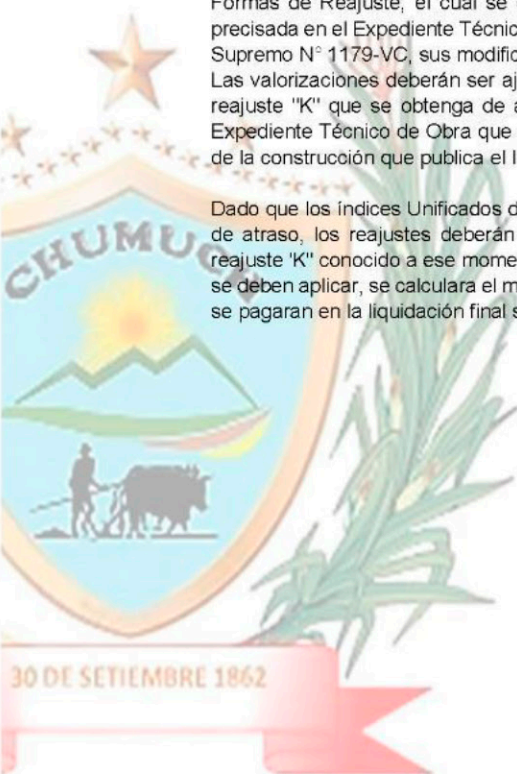 Formas de Reajuste, el cual se
precisada en el Expediente Técnic
Supremo N° 1179-VC, sus modific
Las valorizaciones deberán ser aj
reajuste "K" que se obtenga de
Expediente Técnico de Obra que
de la construcción que publica el I
Dado que los índices Unificados d
de atraso, los reajustes deberán
reajuste 'K" conocido a ese mome
se deben aplicar, se calculara el m
se pagaran en la liquidación final s
CHUMUCH
30 DE SETIEMBRE 1862